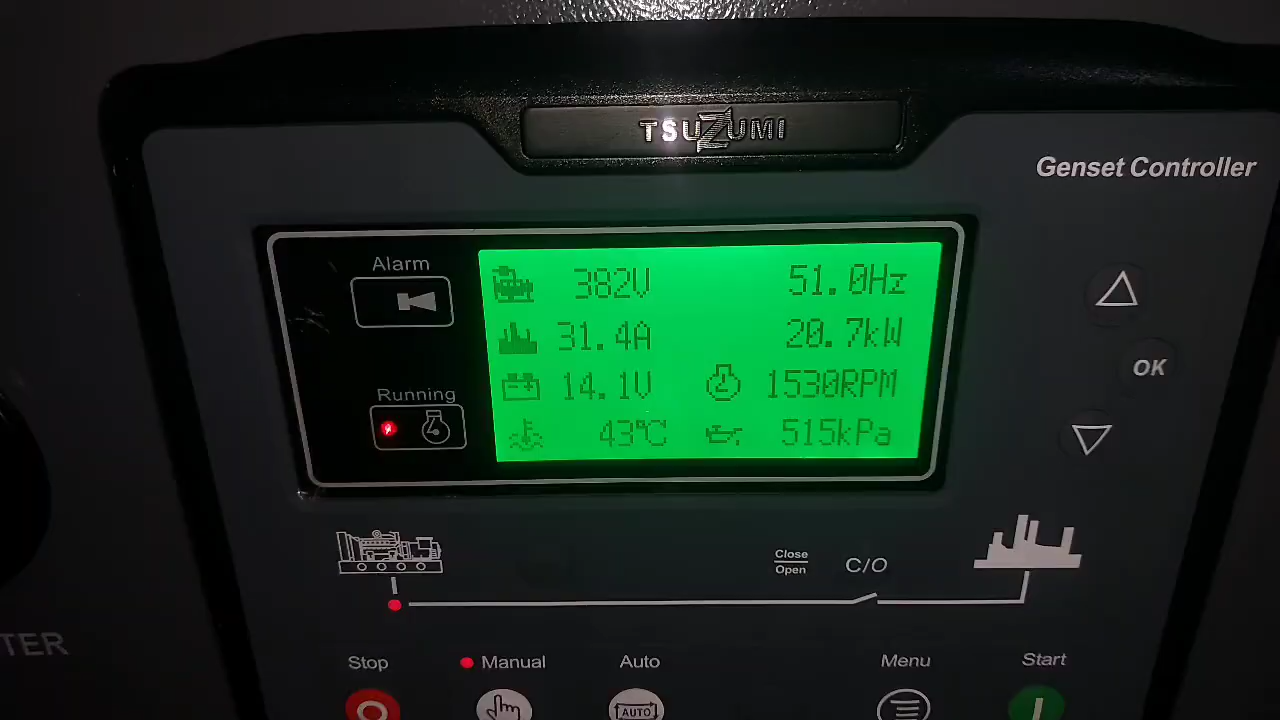 TSUZUMI
Genset Controller
Alarm
382V 51.0Hz
31.4A 20.7kW
14.1V 1530RPM
Running
43℃ 515kPa
Close
Open
C/O
TER
Stop Manual Auto Menu Start
AUTO